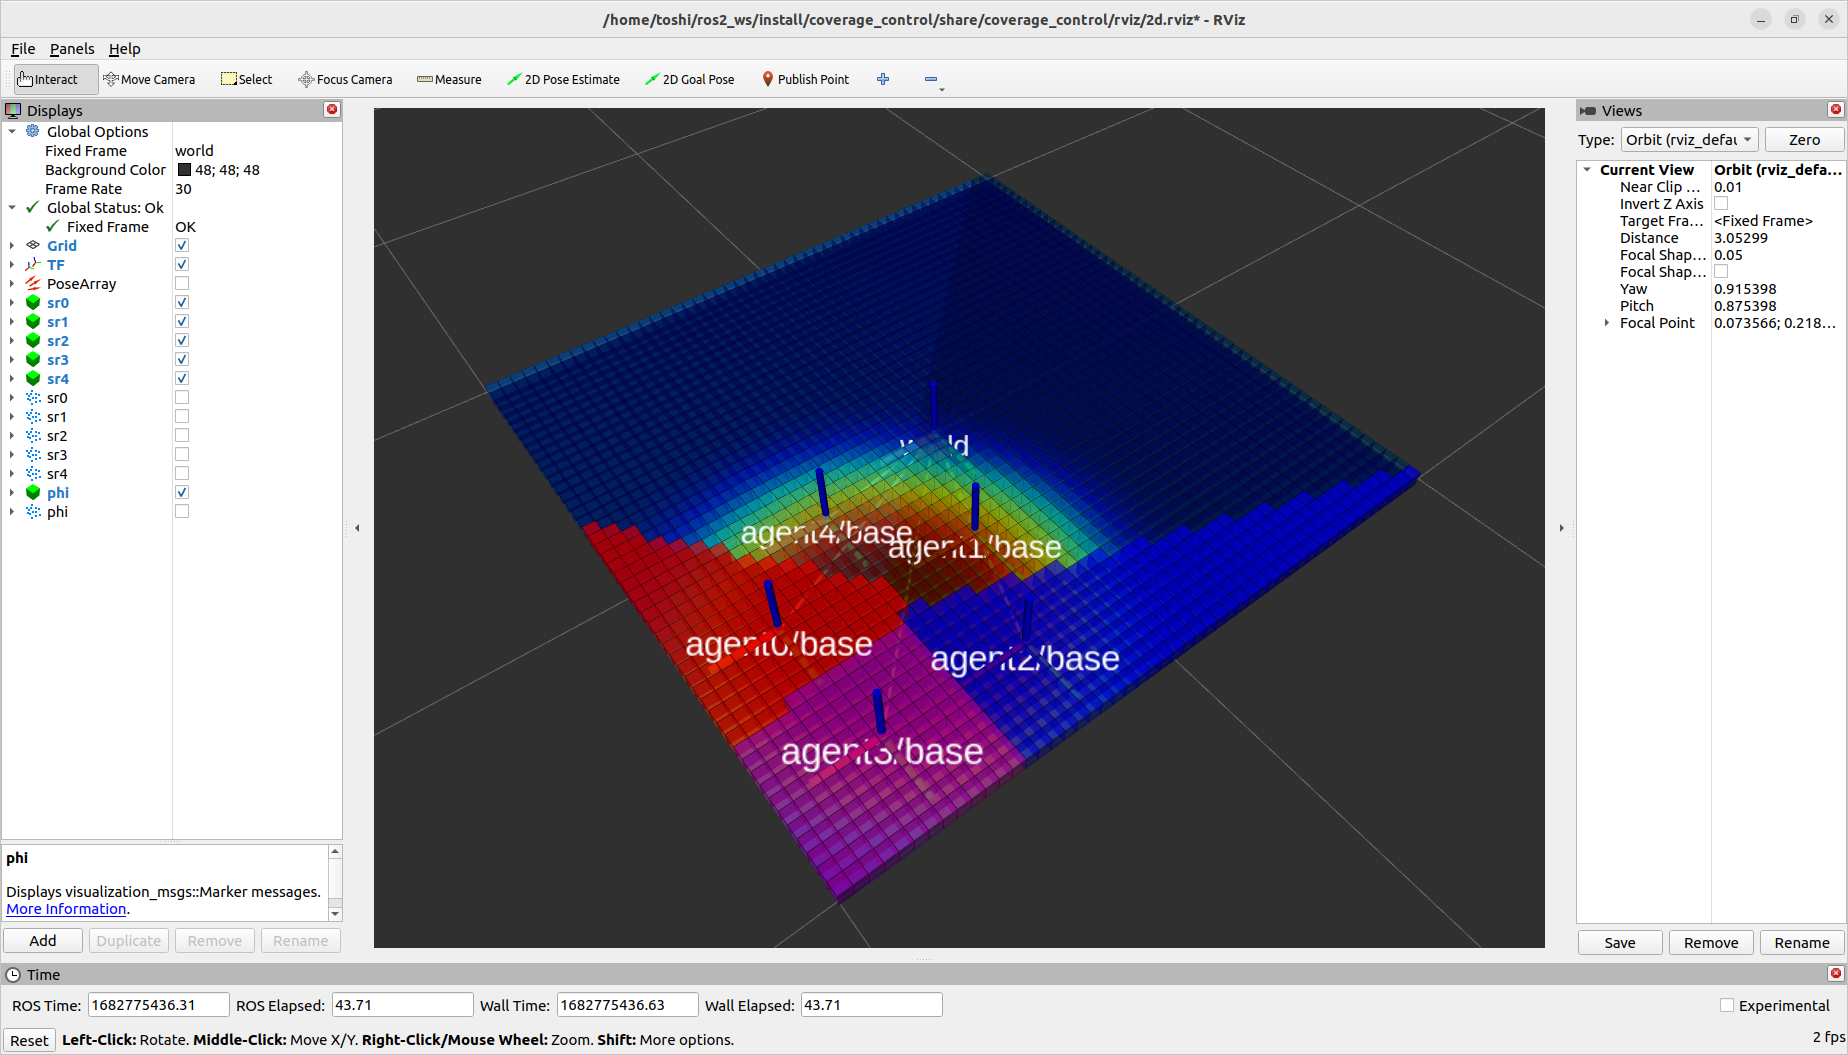 /home/toshi/ros2_ws/install/coverage_control/share/coverage_control/rviz/2d.rviz* - RViz
File Panels Help
Interact Move Camera Select Focus Camera Measure 2D Pose Estimate 2D Goal Pose Publish Point
Displays
Global Options
Fixed Frame world
Background Color 48; 48; 48
Frame Rate 30
Global Status: Ok
Fixed Frame OK
Grid
TF
PoseArray
sr0
sr1
sr2
sr3
sr4
sr0
sr1
sr2
sr3
sr4
phi
phi
phi
Displays visualization_msgs::Marker messages.
More Information.
Add Duplicate Remove Rename
world
agent4/base
agent1/base
agent0/base
agent2/base
agent3/base
Views
Type: Orbit (rviz_defau Zero
Current View Orbit (rviz_defa...
Near Clip ... 0.01
Invert Z Axis
Target Fra... <Fixed Frame>
Distance 3.05299
Focal Shap... 0.05
Focal Shap...
Yaw 0.915398
Pitch 0.875398
Focal Point 0.073566; 0.218...
Save Remove Rename
Time
ROS Time: 1682775436.31 ROS Elapsed: 43.71 Wall Time: 1682775436.63 Wall Elapsed: 43.71 Experimental
Reset Left-Click: Rotate. Middle-Click: Move X/Y. Right-Click/Mouse Wheel: Zoom. Shift: More options. 2 fps